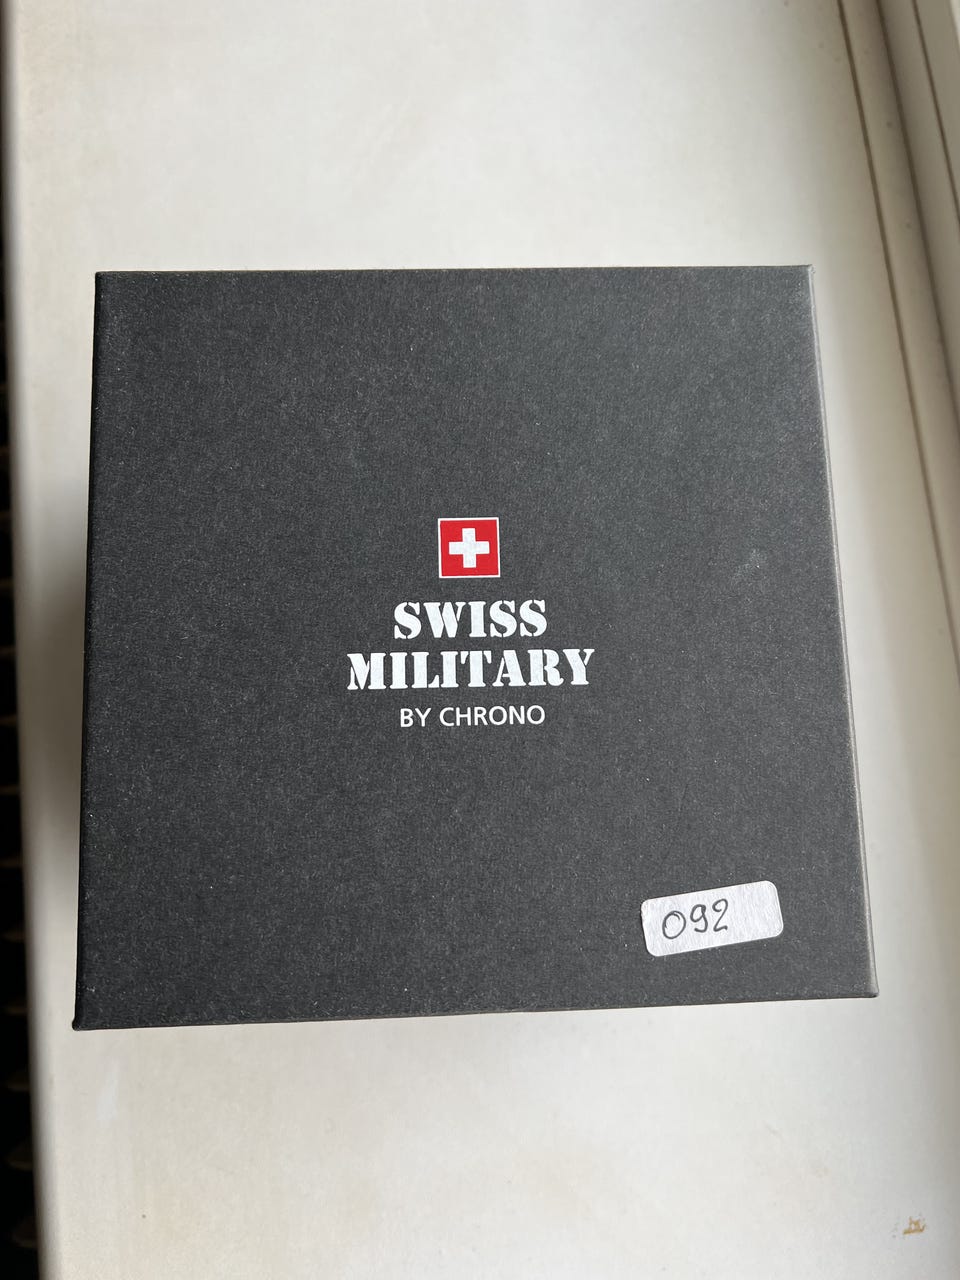 SWISS
MILITARY
BY CHRONO
092